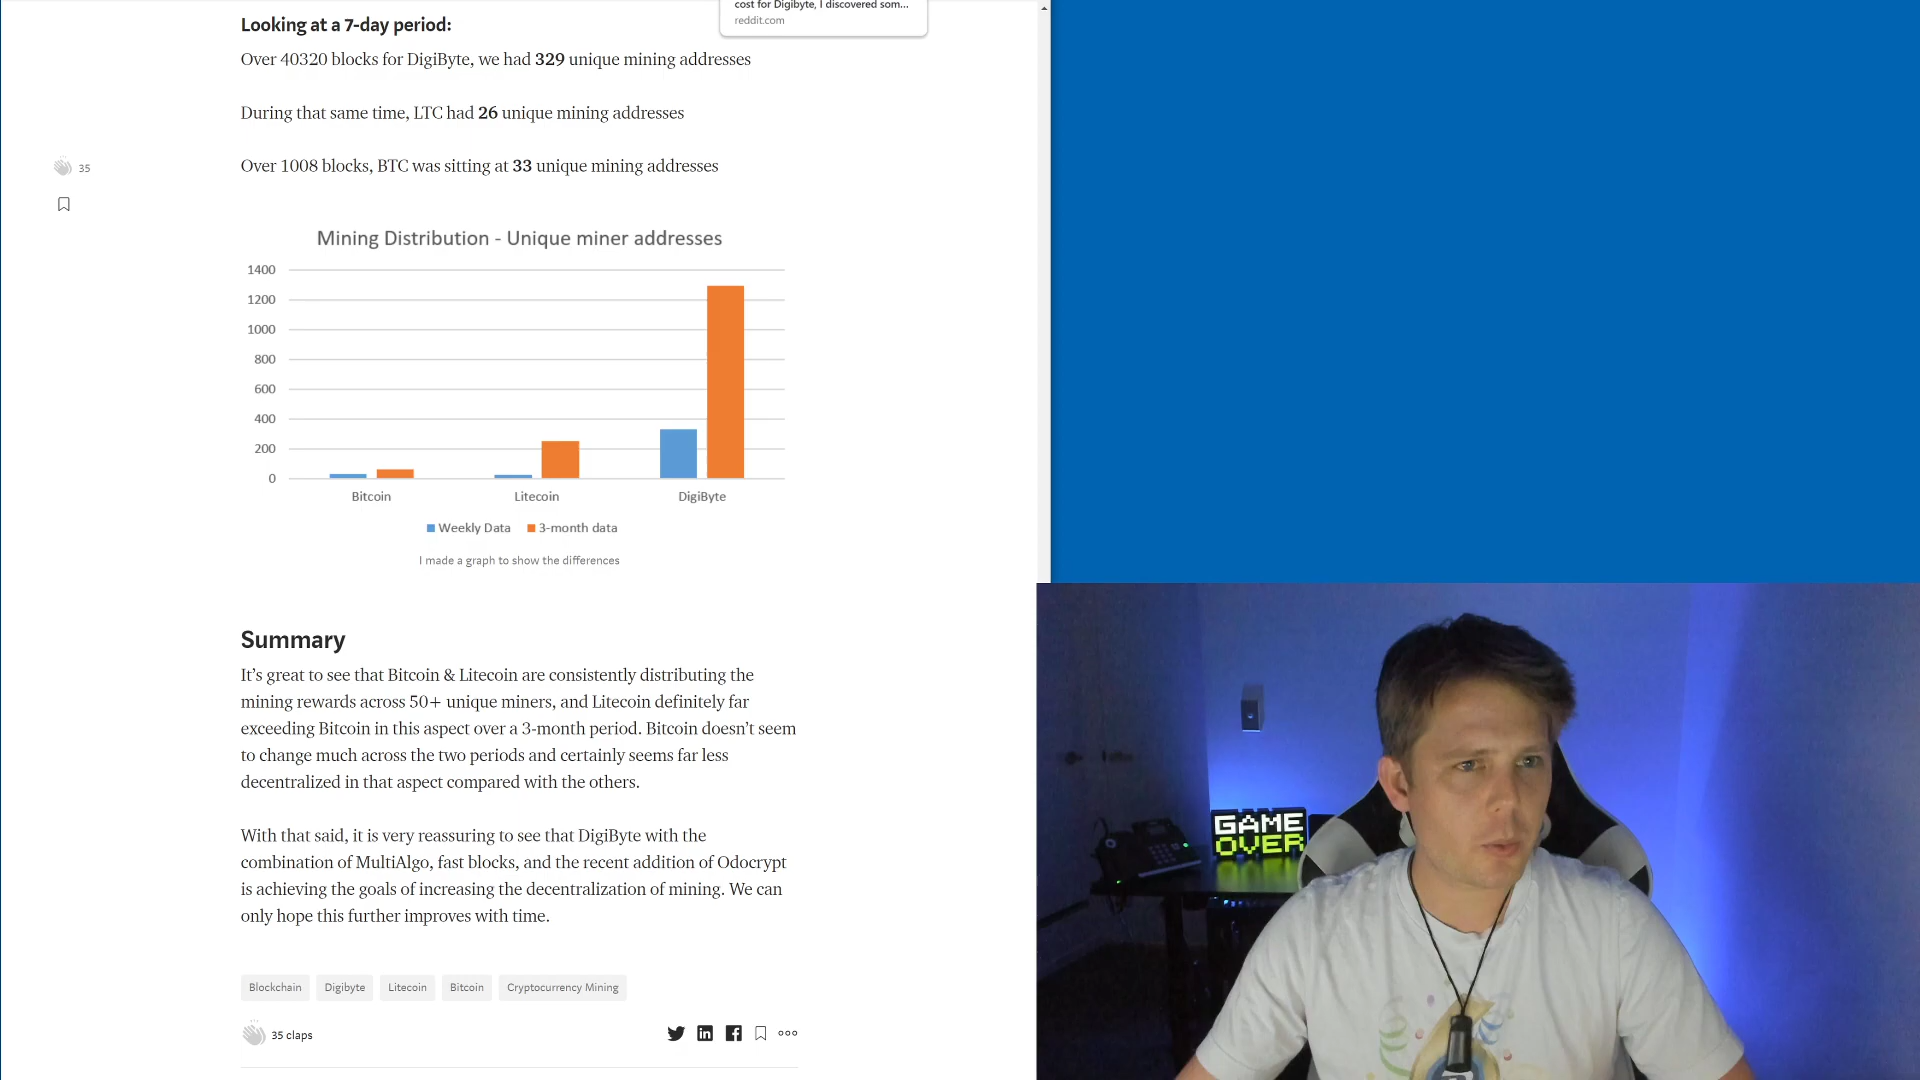 cost for Digibyte, I discovered som...
reddit.com
Looking at a 7-day period:
Over 40320 blocks for DigiByte, we had 329 unique mining addresses
During that same time, LTC had 26 unique mining addresses
Over 1008 blocks, BTC was sitting at 33 unique mining addresses
35
Mining Distribution - Unique miner addresses
1400
1200
1000
800
600
400
200
0
Bitcoin Litecoin DigiByte
Weekly Data 3-month data
I made a graph to show the differences
Summary
It’s great to see that Bitcoin & Litecoin are consistently distributing the
mining rewards across 50+ unique miners, and Litecoin definitely far
exceeding Bitcoin in this aspect over a 3-month period. Bitcoin doesn’t seem
to change much across the two periods and certainly seems far less
decentralized in that aspect compared with the others.
With that said, it is very reassuring to see that DigiByte with the
combination of MultiAlgo, fast blocks, and the recent addition of Odocrypt
is achieving the goals of increasing the decentralization of mining. We can
only hope this further improves with time.
Blockchain Digibyte Litecoin Bitcoin Cryptocurrency Mining
35 claps
GAME
OVER